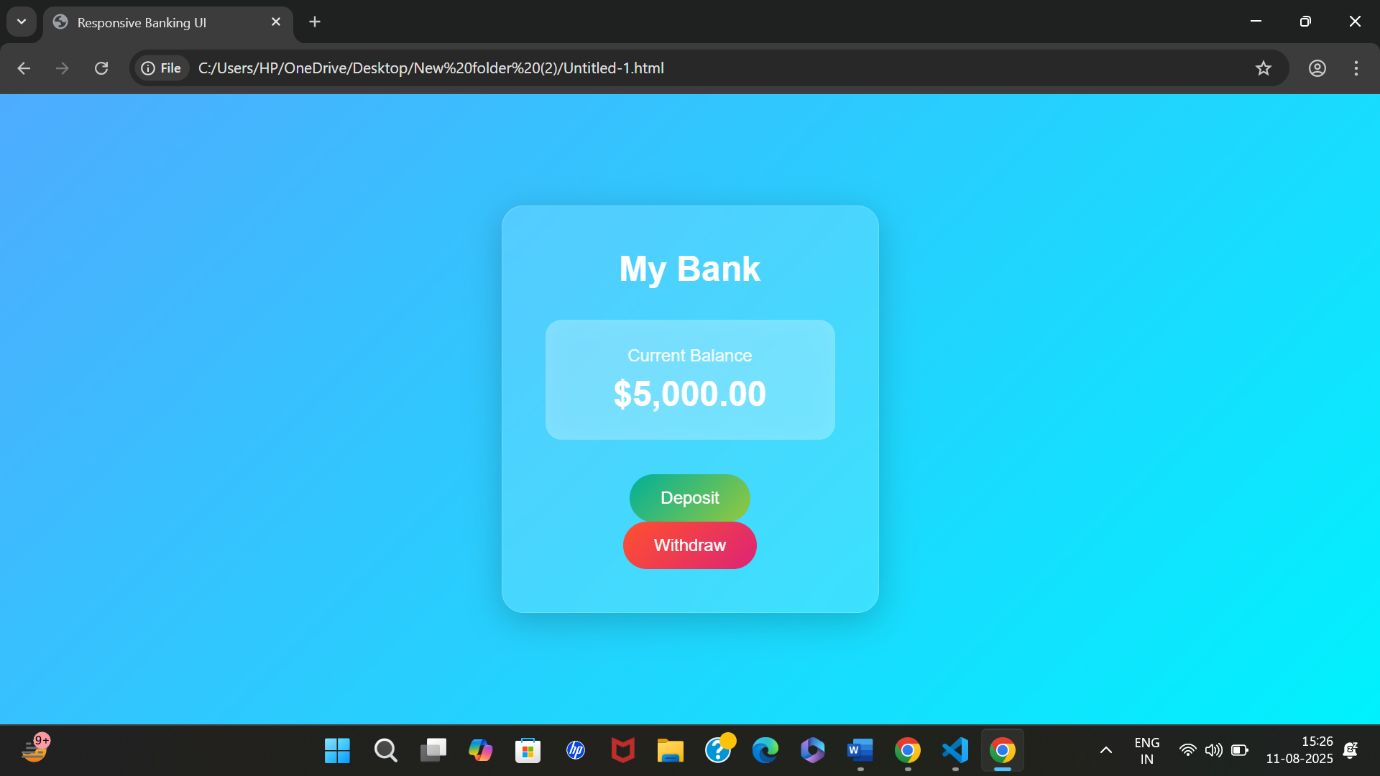 Responsive Banking UI
File
C:/Users/HP/OneDrive/Desktop/New%20folder%20(2)/Untitled-1.html
My Bank
Current Balance
$5,000.00
Deposit
Withdraw
9+
hp
W
ENG
IN
15:26
11-08-2025